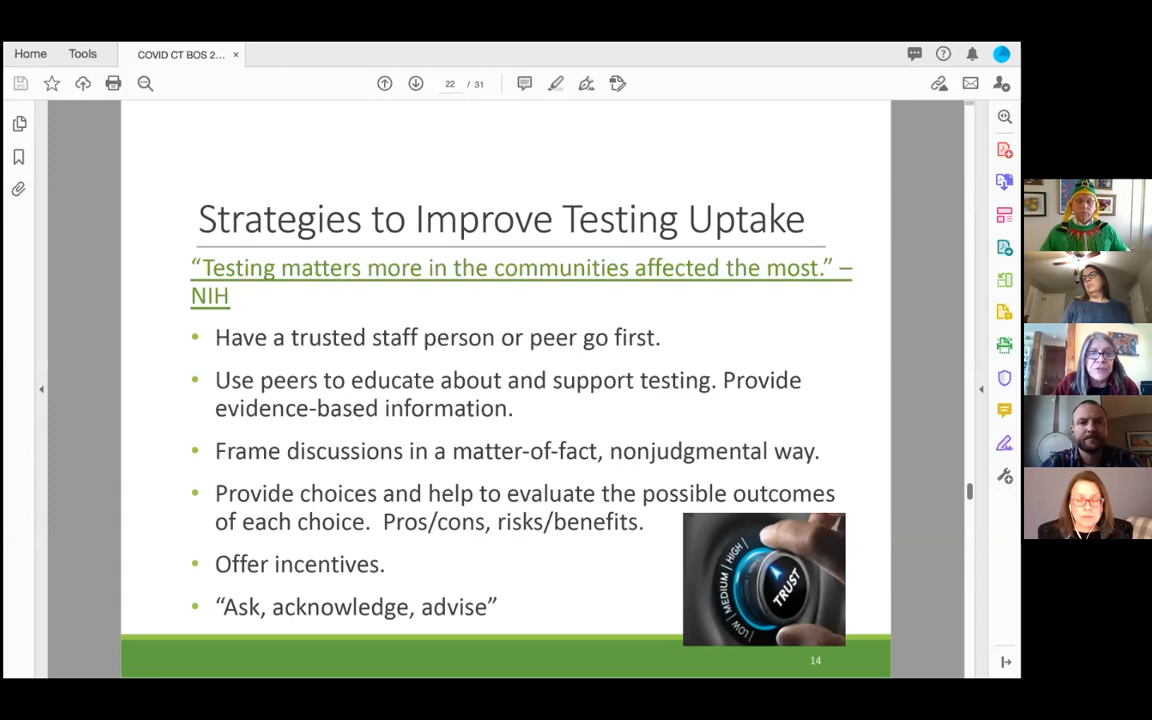 Home Tools COVID CT BOS 2... ×
22 / 31
Strategies to Improve Testing Uptake
“Testing matters more in the communities affected the most.” –
NIH
• Have a trusted staff person or peer go first.
• Use peers to educate about and support testing. Provide
evidence-based information.
• Frame discussions in a matter-of-fact, nonjudgmental way.
• Provide choices and help to evaluate the possible outcomes
of each choice.  Pros/cons, risks/benefits.
• Offer incentives.
• “Ask, acknowledge, advise”
LOW | MEDIUM | HIGH |
TRUST
14